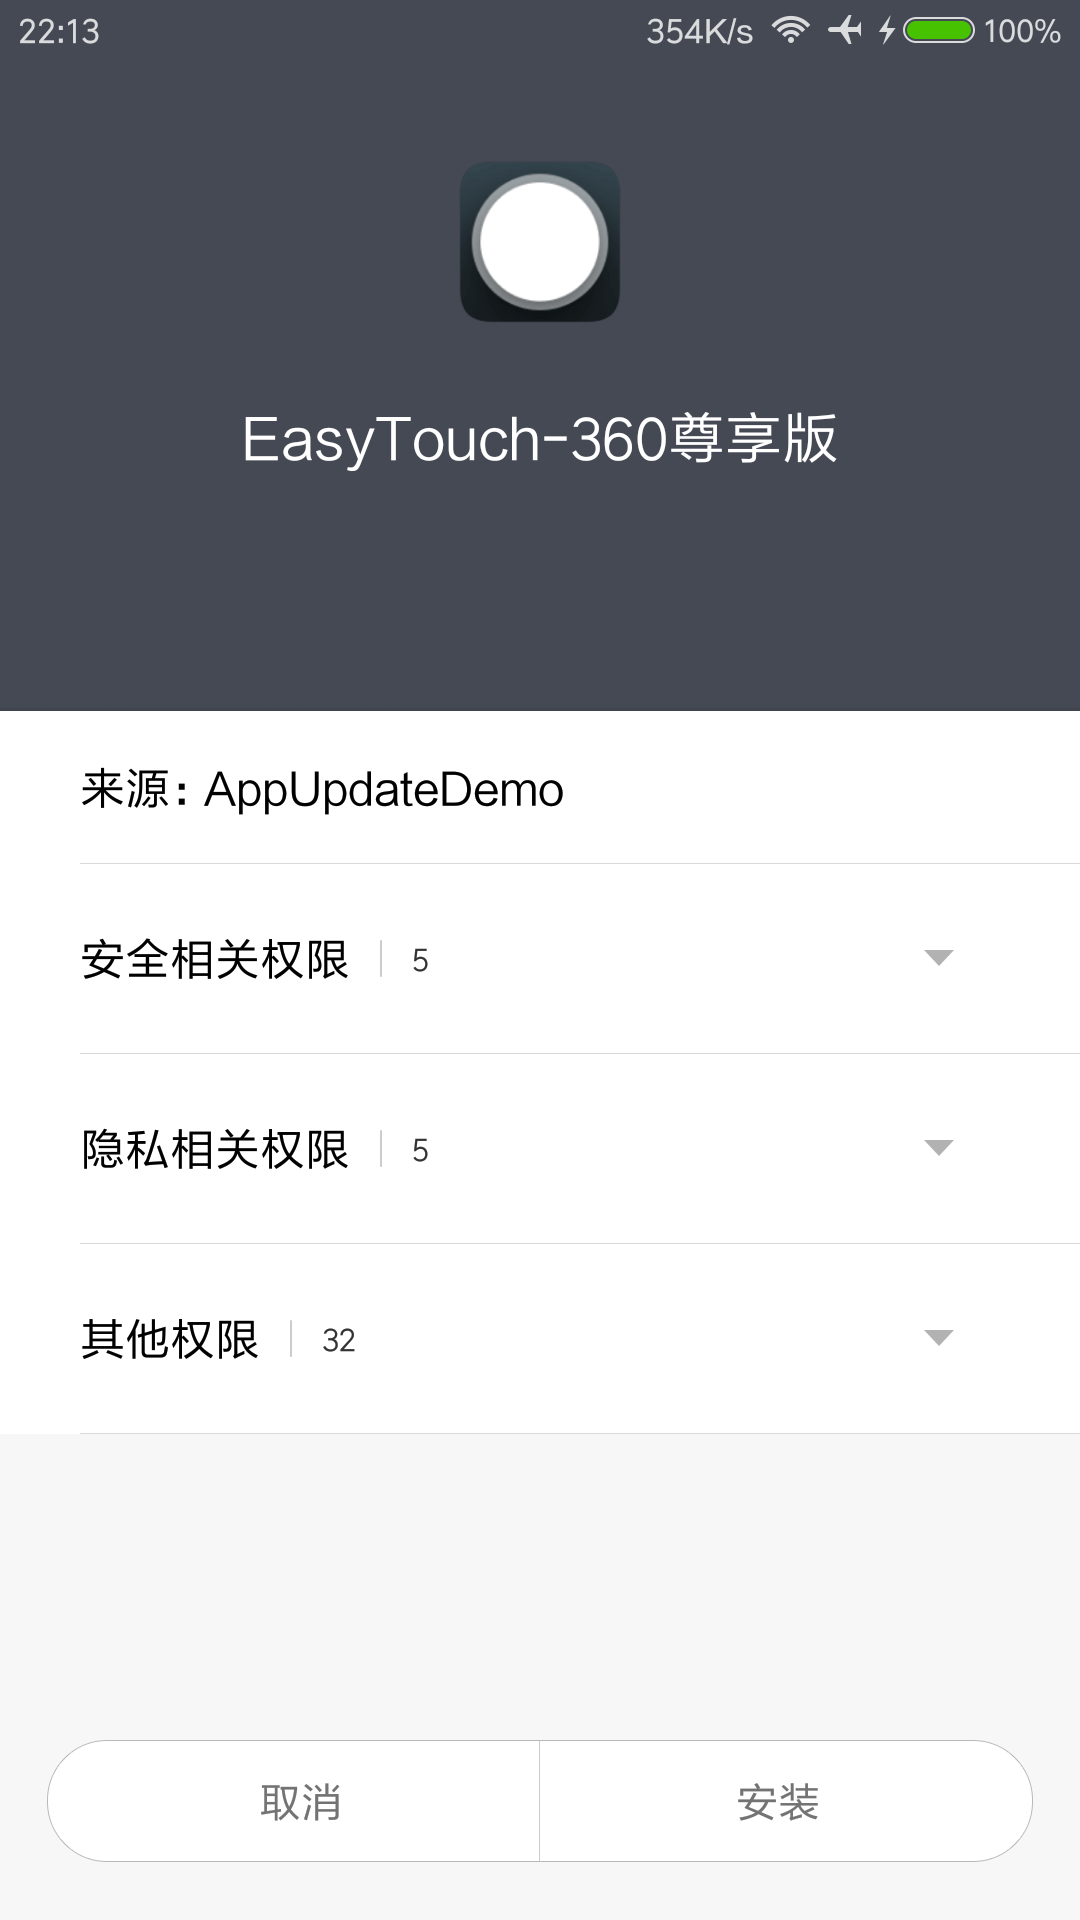 22:13 354K/s 100%
EasyTouch-360尊享版
来源：AppUpdateDemo
安全相关权限 5
隐私相关权限 5
其他权限 32
取消 安装